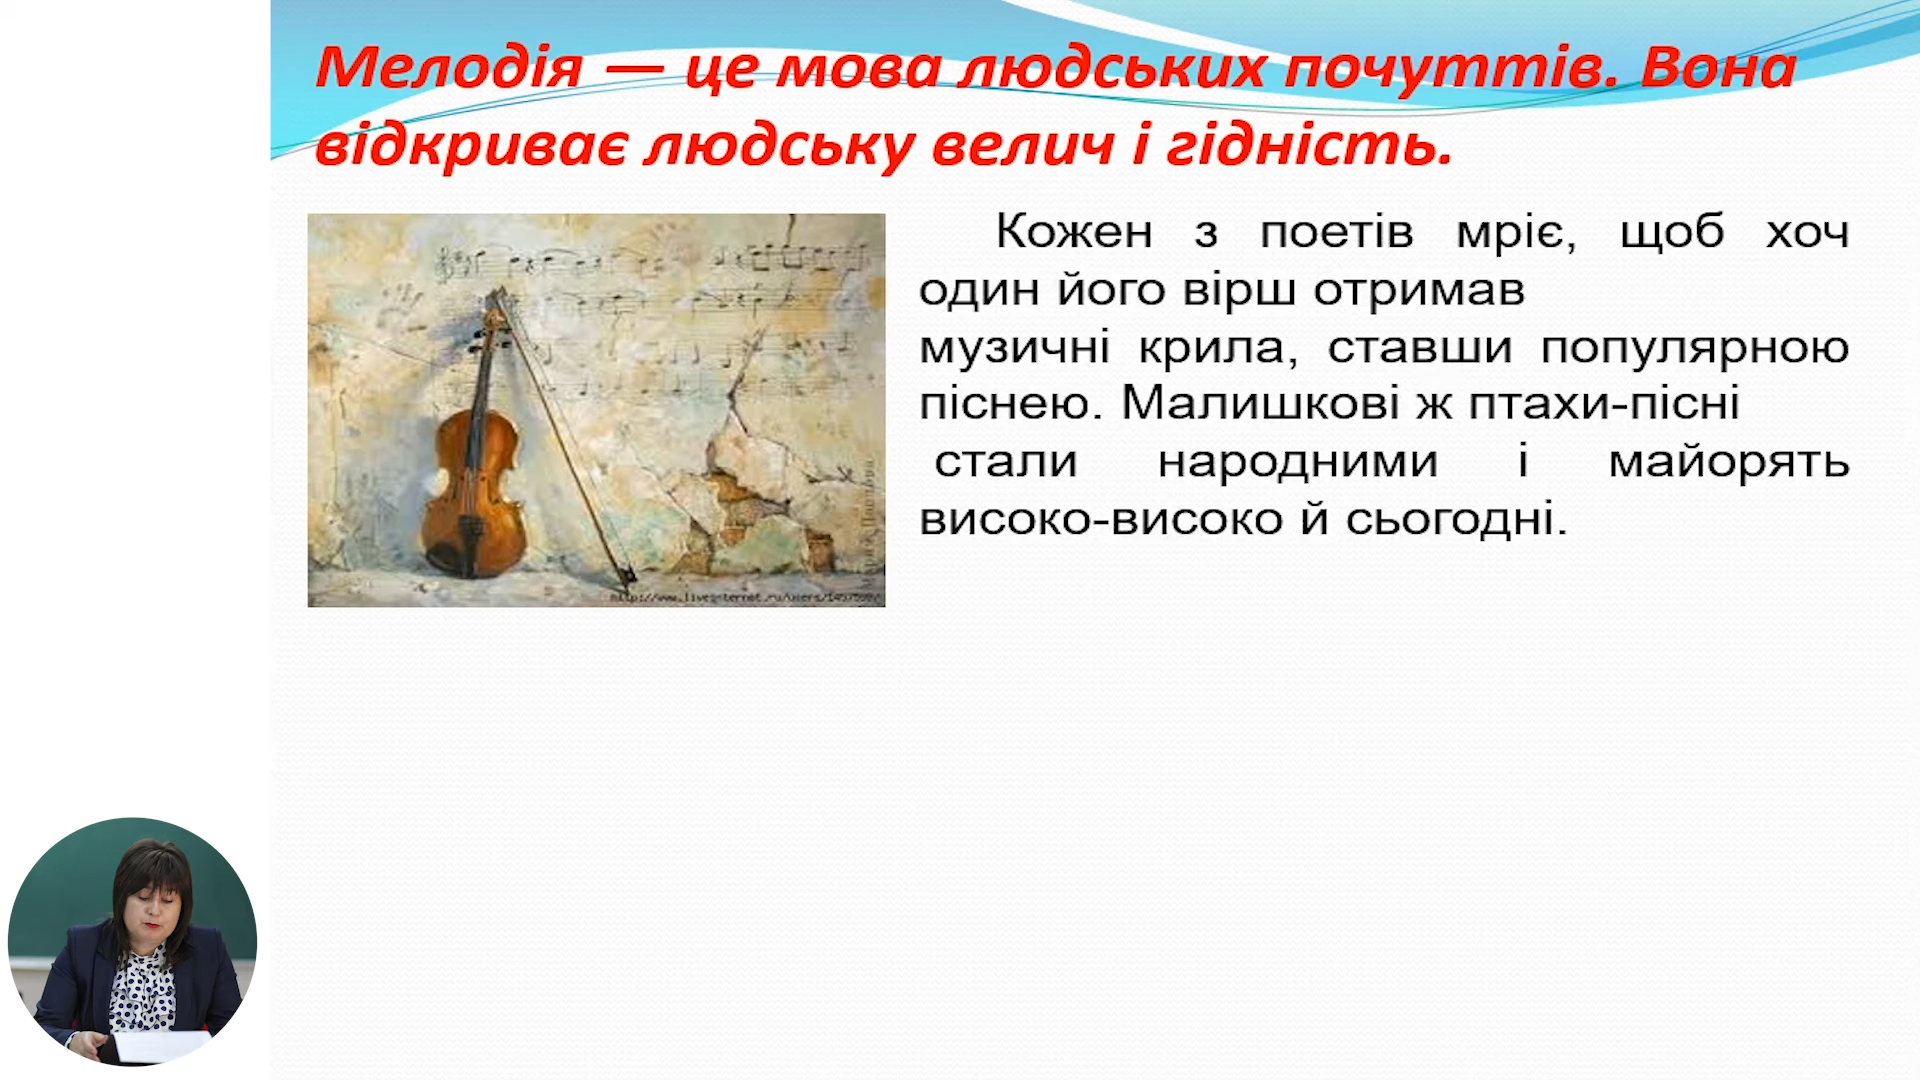 Мелодія — це мова людських почуттів. Вона
відкриває людську велич і гідність.
Кожен з поетів мріє, щоб хоч
один його вірш отримав
музичні крила, ставши популярною
піснею. Малишкові ж птахи-пісні
стали народними і майорять
високо-високо й сьогодні.